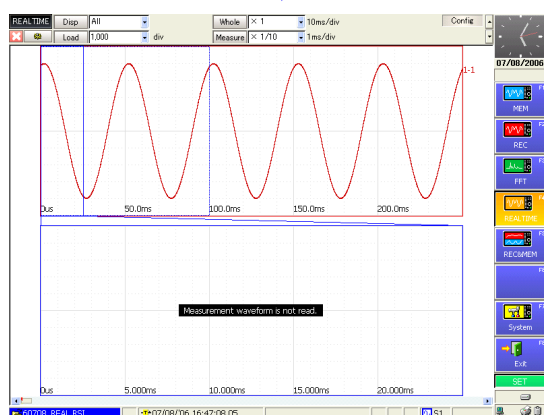 REALTIME Disp All Whole × 1 10ms/div Config
Load 1,000 div Measure × 1/10 1ms/div
07/08/2006
1-1
0us 50.0ms 100.0ms 150.0ms 200.0ms
Measurement waveform is not read.
0us 5.000ms 10.000ms 15.000ms 20.000ms
MEM
REC
FFT
REALTIME
REC&MEM
System
Exit
SET
60708_REAL.RSI 07/08/06 16:47:08.05 S1